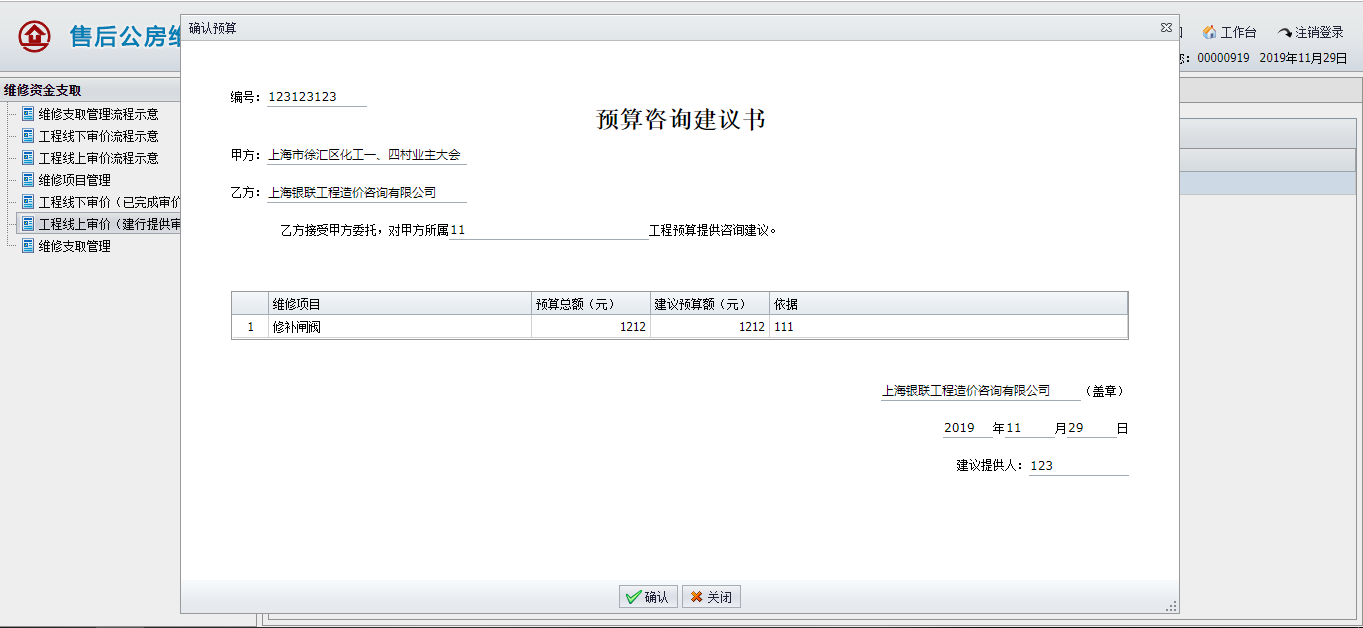 售后公房维
工作台 注销登录
00000919 2019年11月29日
确认预算
维修资金支取
维修支取管理流程示意
工程线下审价流程示意
工程线上审价流程示意
维修项目管理
工程线下审价（已完成审价
工程线上审价（建行提供审
维修支取管理
编号：123123123
预算咨询建议书
甲方：上海市徐汇区化工一、四村业主大会
乙方：上海银联工程造价咨询有限公司
乙方接受甲方委托，对甲方所属11 工程预算提供咨询建议。
维修项目 预算总额（元） 建议预算额（元） 依据
1 修补闸阀 1212 1212 111
上海银联工程造价咨询有限公司 （盖章）
2019 年11 月29 日
建议提供人：123
确认 关闭